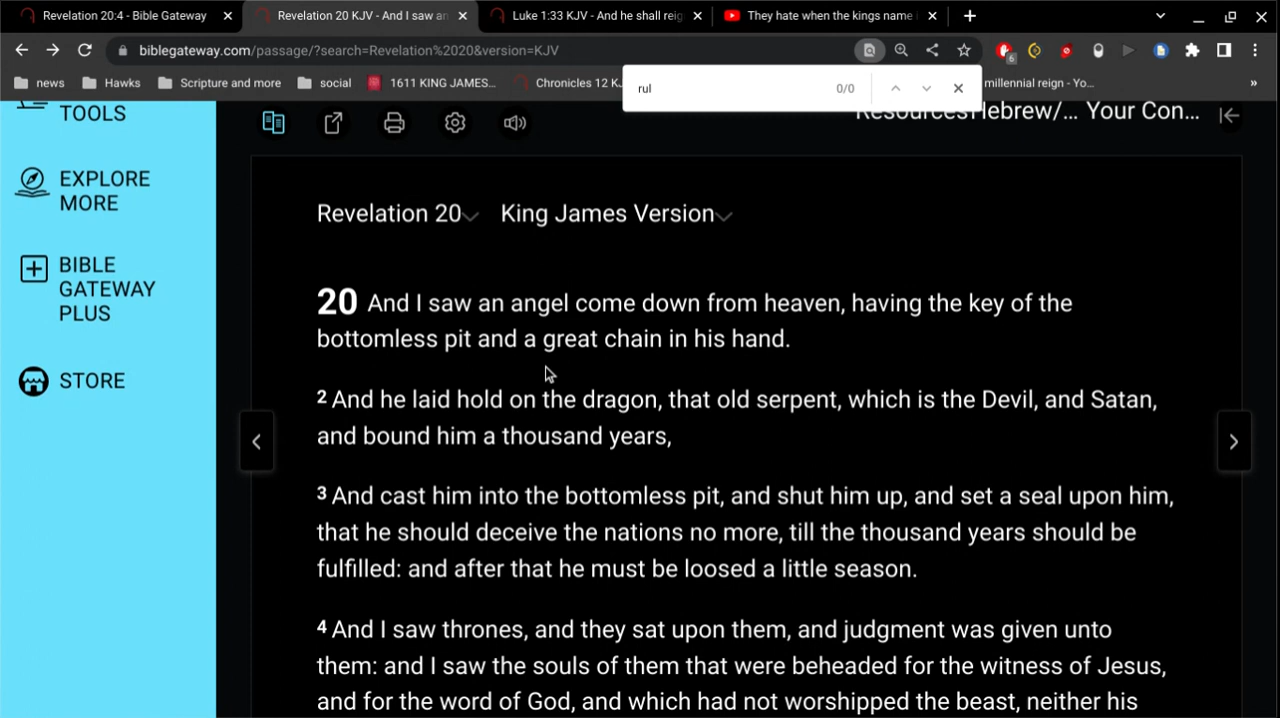 Revelation 20:4 - Bible Gateway
Revelation 20 KJV - And I saw an
Luke 1:33 KJV - And he shall reig
They hate when the kings name i
biblegateway.com/passage/?search=Revelation%2020&version=KJV
6
news
Hawks
Scripture and more
social
1611 KING JAMES...
Chronicles 12 K
millennial reign - Yo...
»
rul
0/0
TOOLS
Resources
Hebrew/...
Your Con...
EXPLORE
MORE
BIBLE
GATEWAY
PLUS
STORE
Revelation 20
King James Version
20 And I saw an angel come down from heaven, having the key of the
bottomless pit and a great chain in his hand.
2 And he laid hold on the dragon, that old serpent, which is the Devil, and Satan,
and bound him a thousand years,
3 And cast him into the bottomless pit, and shut him up, and set a seal upon him,
that he should deceive the nations no more, till the thousand years should be
fulfilled: and after that he must be loosed a little season.
4 And I saw thrones, and they sat upon them, and judgment was given unto
them: and I saw the souls of them that were beheaded for the witness of Jesus,
and for the word of God, and which had not worshipped the beast, neither his